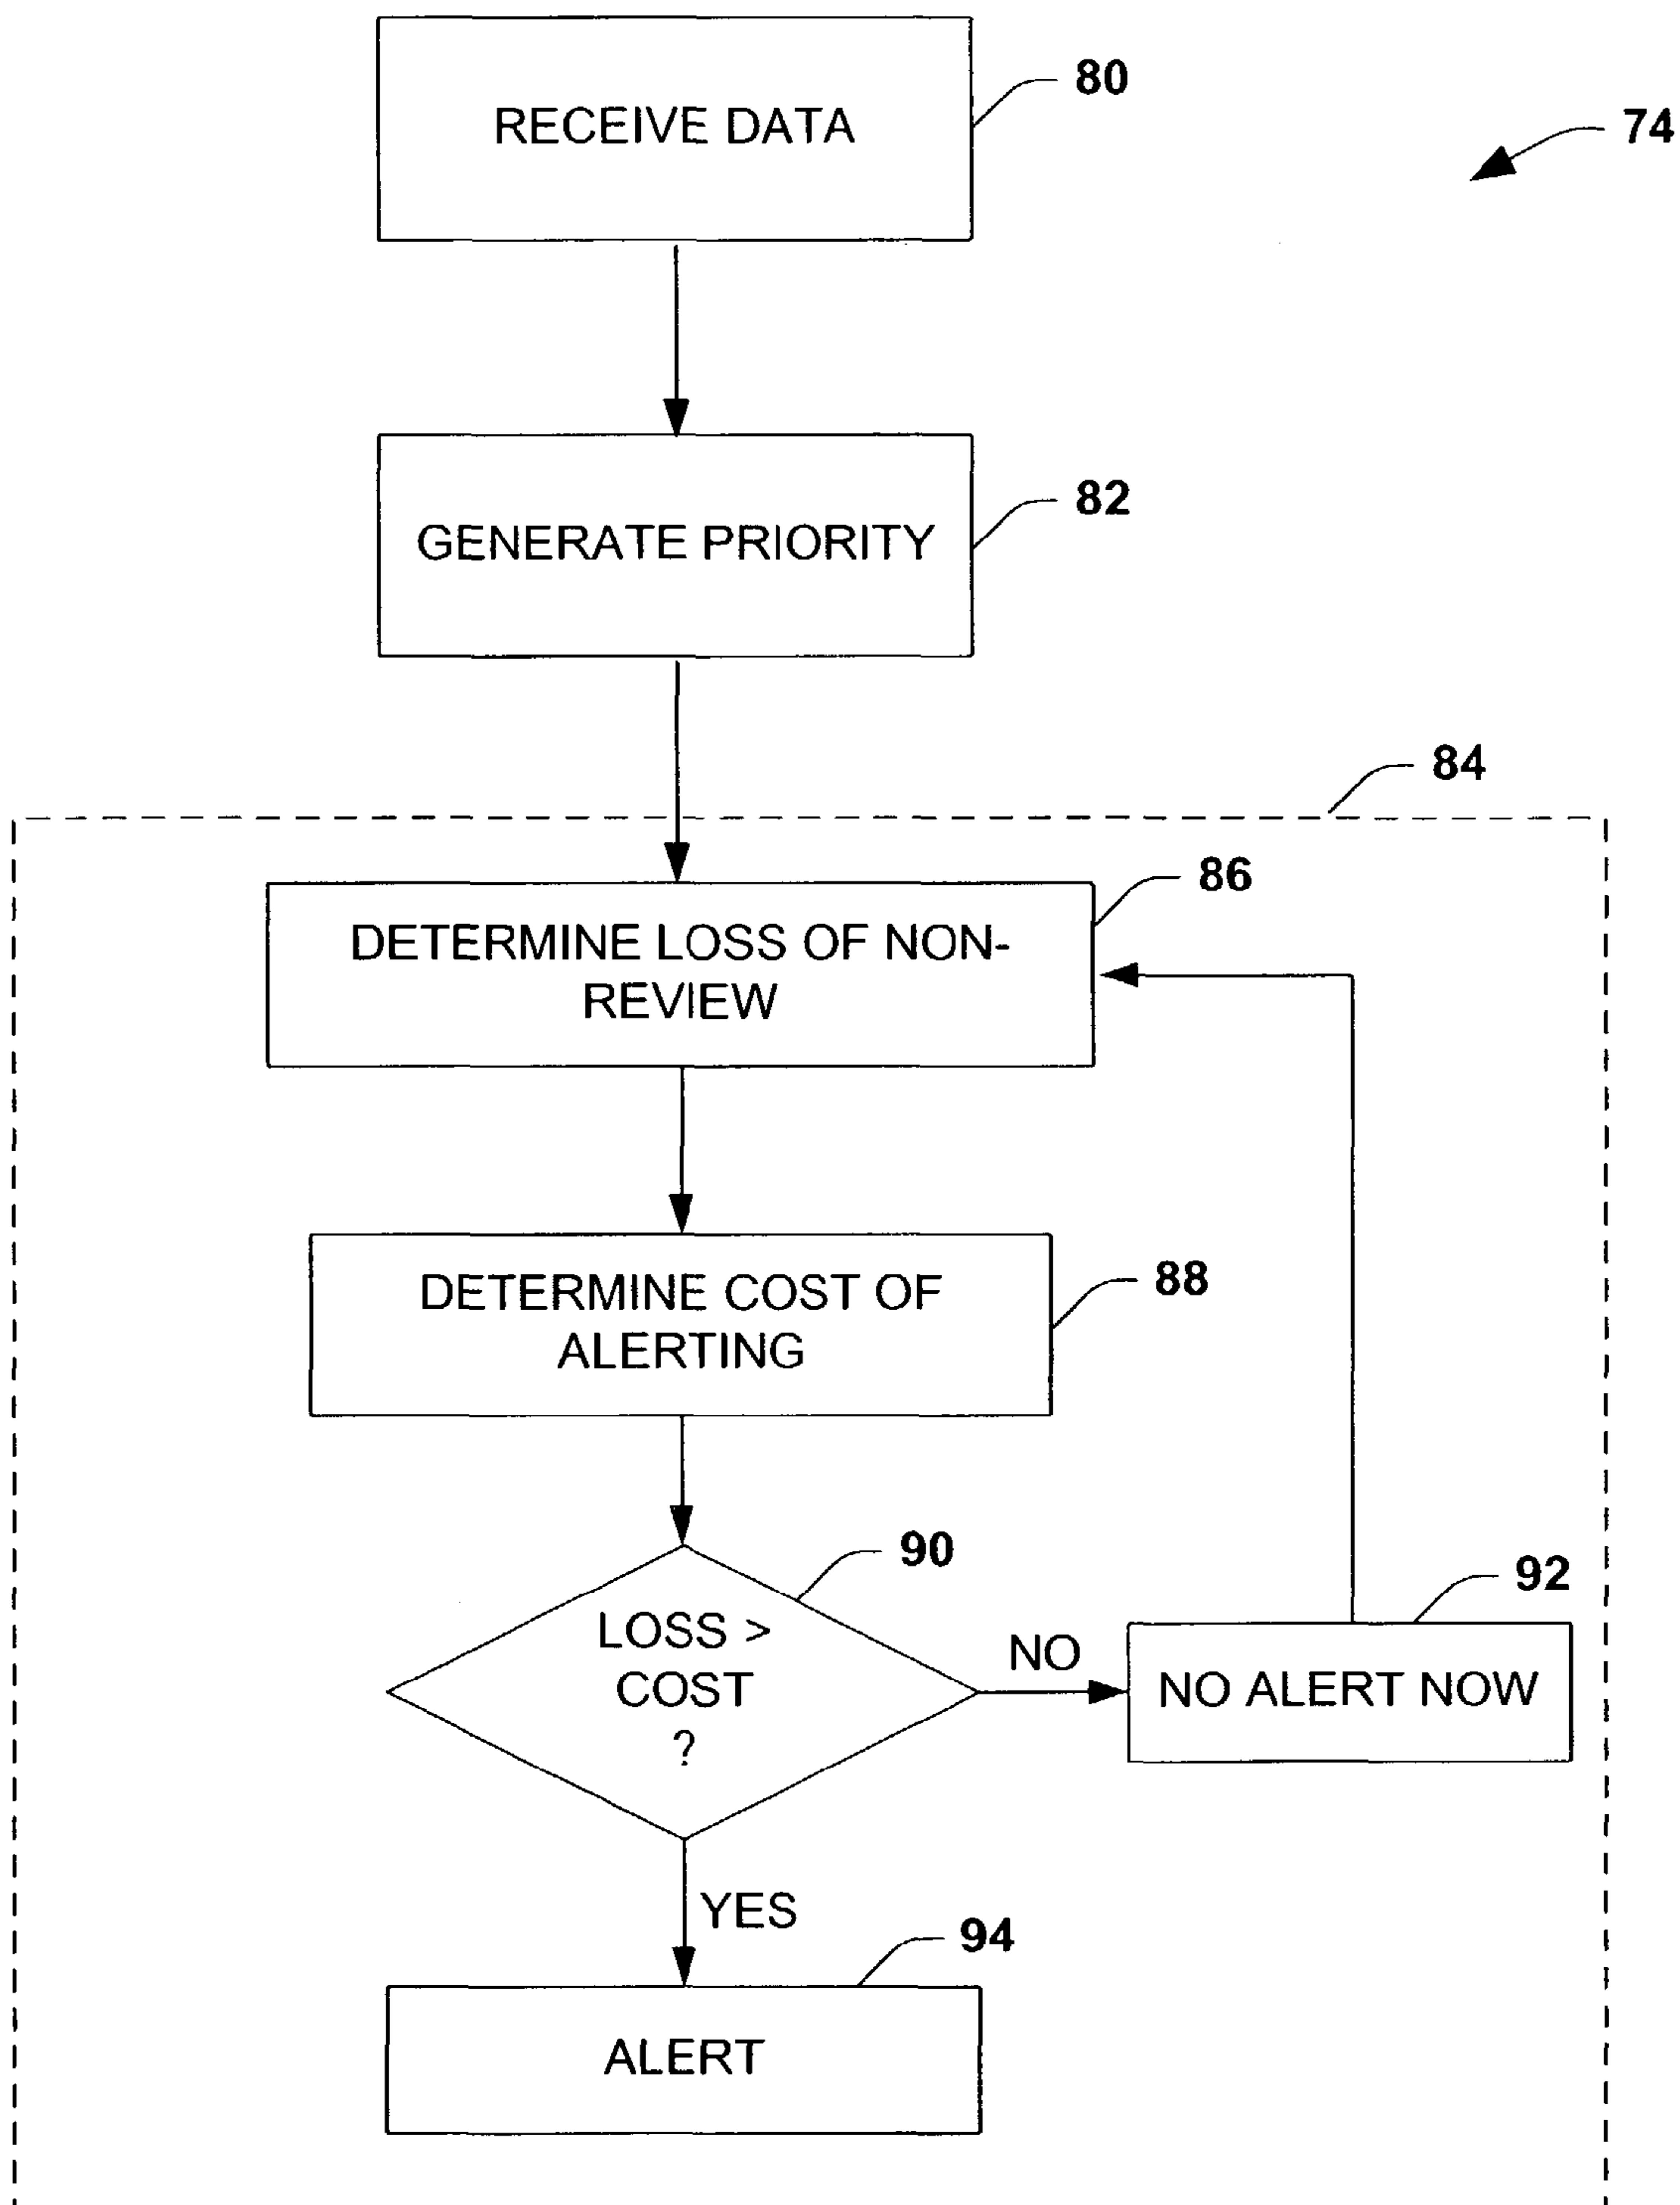 RECEIVE DATA
80
74
GENERATE PRIORITY
82
84
DETERMINE LOSS OF NON-
REVIEW
86
DETERMINE COST OF
ALERTING
88
LOSS >
COST
?
90
NO
NO ALERT NOW
92
YES
ALERT
94